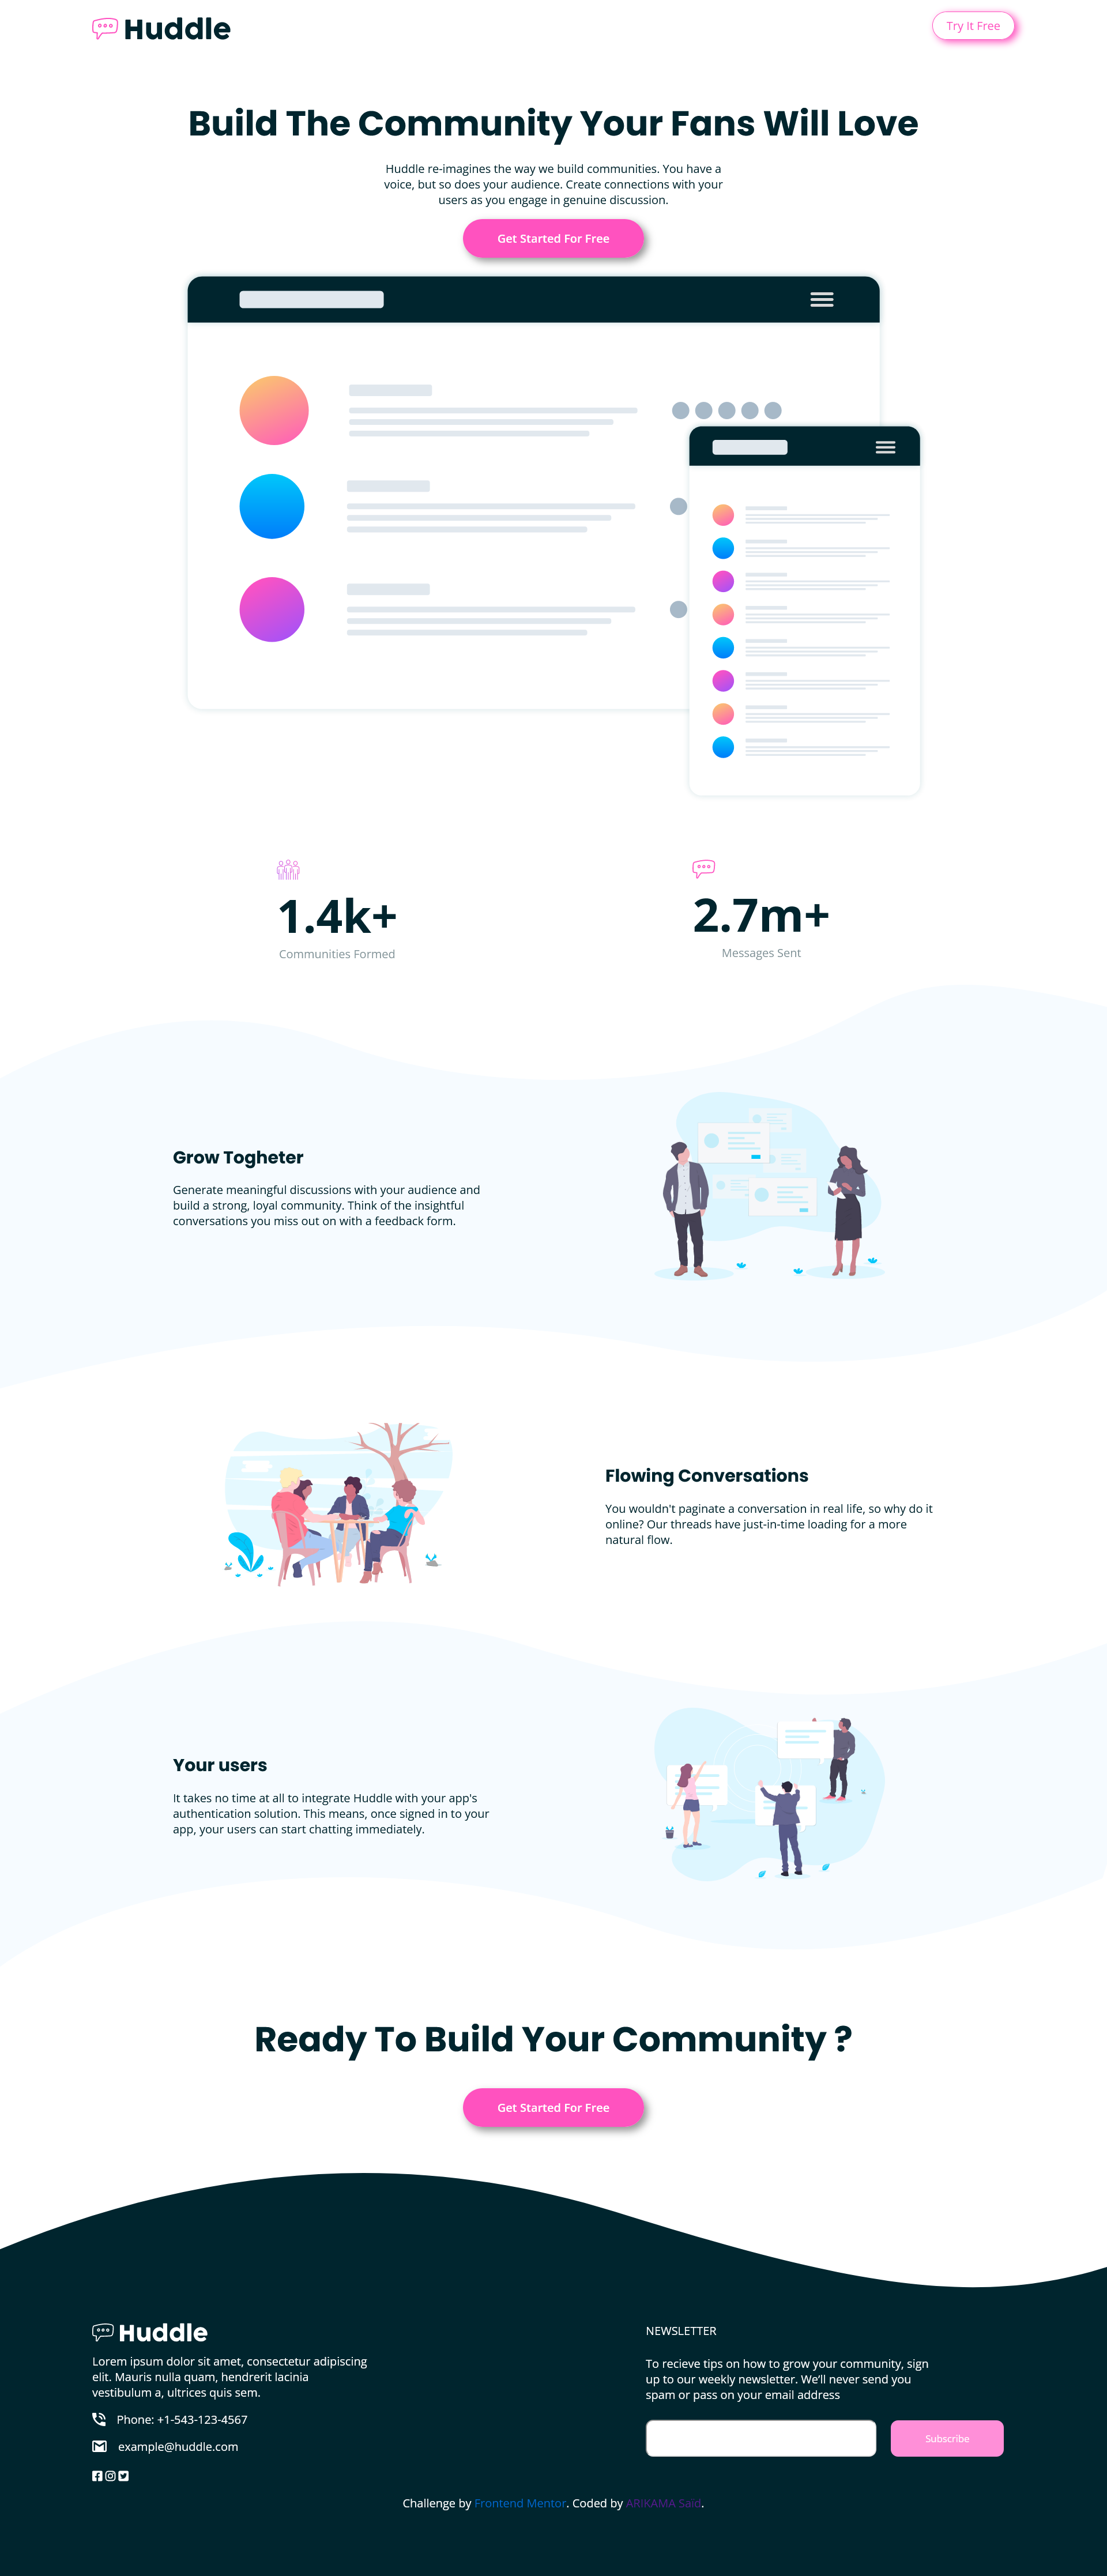 Huddle
Try It Free
Build The Community Your Fans Will Love
Huddle re-imagines the way we build communities. You have a
voice, but so does your audience. Create connections with your
users as you engage in genuine discussion.
Get Started For Free
1.4k+
Communities Formed
2.7m+
Messages Sent
Grow Togheter
Generate meaningful discussions with your audience and
build a strong, loyal community. Think of the insightful
conversations you miss out on with a feedback form.
Flowing Conversations
You wouldn't paginate a conversation in real life, so why do it
online? Our threads have just-in-time loading for a more
natural flow.
Your users
It takes no time at all to integrate Huddle with your app's
authentication solution. This means, once signed in to your
app, your users can start chatting immediately.
Ready To Build Your Community ?
Get Started For Free
Huddle
Lorem ipsum dolor sit amet, consectetur adipiscing
elit. Mauris nulla quam, hendrerit lacinia
vestibulum a, ultrices quis sem.
Phone: +1-543-123-4567
example@huddle.com
NEWSLETTER
To recieve tips on how to grow your community, sign
up to our weekly newsletter. We'll never send you
spam or pass on your email address
Subscribe
Challenge by Frontend Mentor. Coded by ARIKAMA Said.